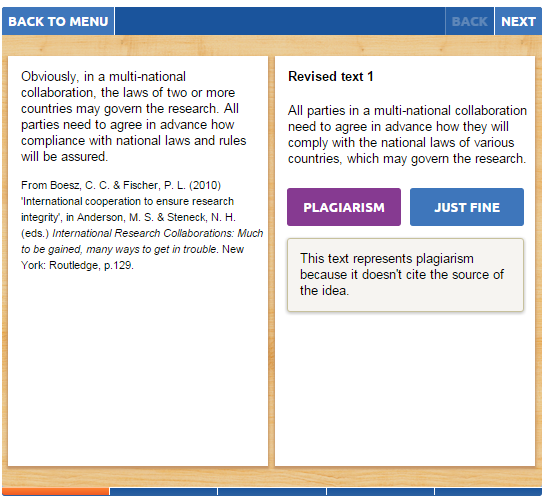 BACK TO MENU
BACK
NEXT
Obviously, in a multi-national
collaboration, the laws of two or more
countries may govern the research. All
parties need to agree in advance how
compliance with national laws and rules
will be assured.
From Boesz, C. C. & Fischer, P. L. (2010)
'International cooperation to ensure research
integrity', in Anderson, M. S. & Steneck, N. H.
(eds.) International Research Collaborations: Much
to be gained, many ways to get in trouble. New
York: Routledge, p.129.
Revised text 1
All parties in a multi-national collaboration
need to agree in advance how they will
comply with the national laws of various
countries, which may govern the research.
PLAGIARISM
JUST FINE
This text represents plagiarism
because it doesn't cite the source of
the idea.